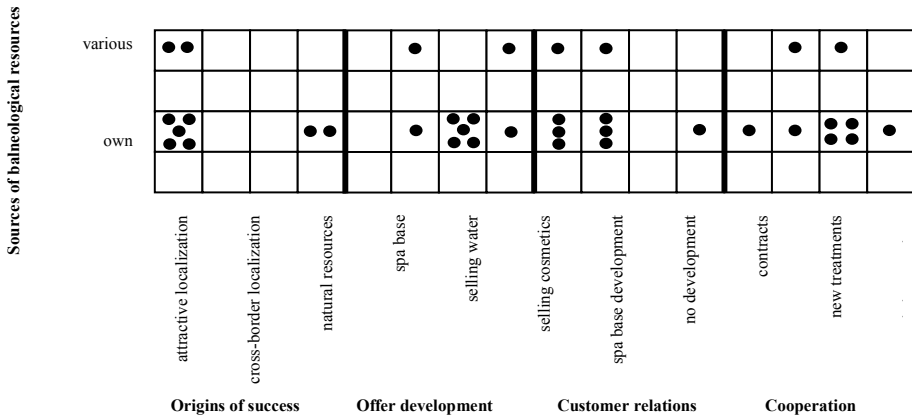 Sources of balneological resources
various
own
attractive localization
cross-border localization
natural resources
spa base
selling water
selling cosmetics
spa base development
no development
contracts
new treatments
Origins of success
Offer development
Customer relations
Cooperation